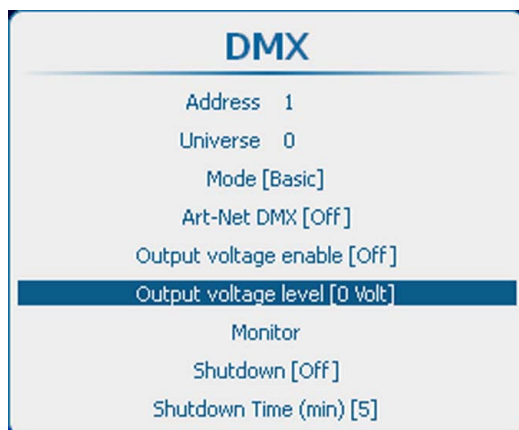 DMX
Address 1
Universe 0
Mode [Basic]
Art-Net DMX [Off]
Output voltage enable [Off]
Output voltage level [0 Volt]
Monitor
Shutdown [Off]
Shutdown Time (min) [5]